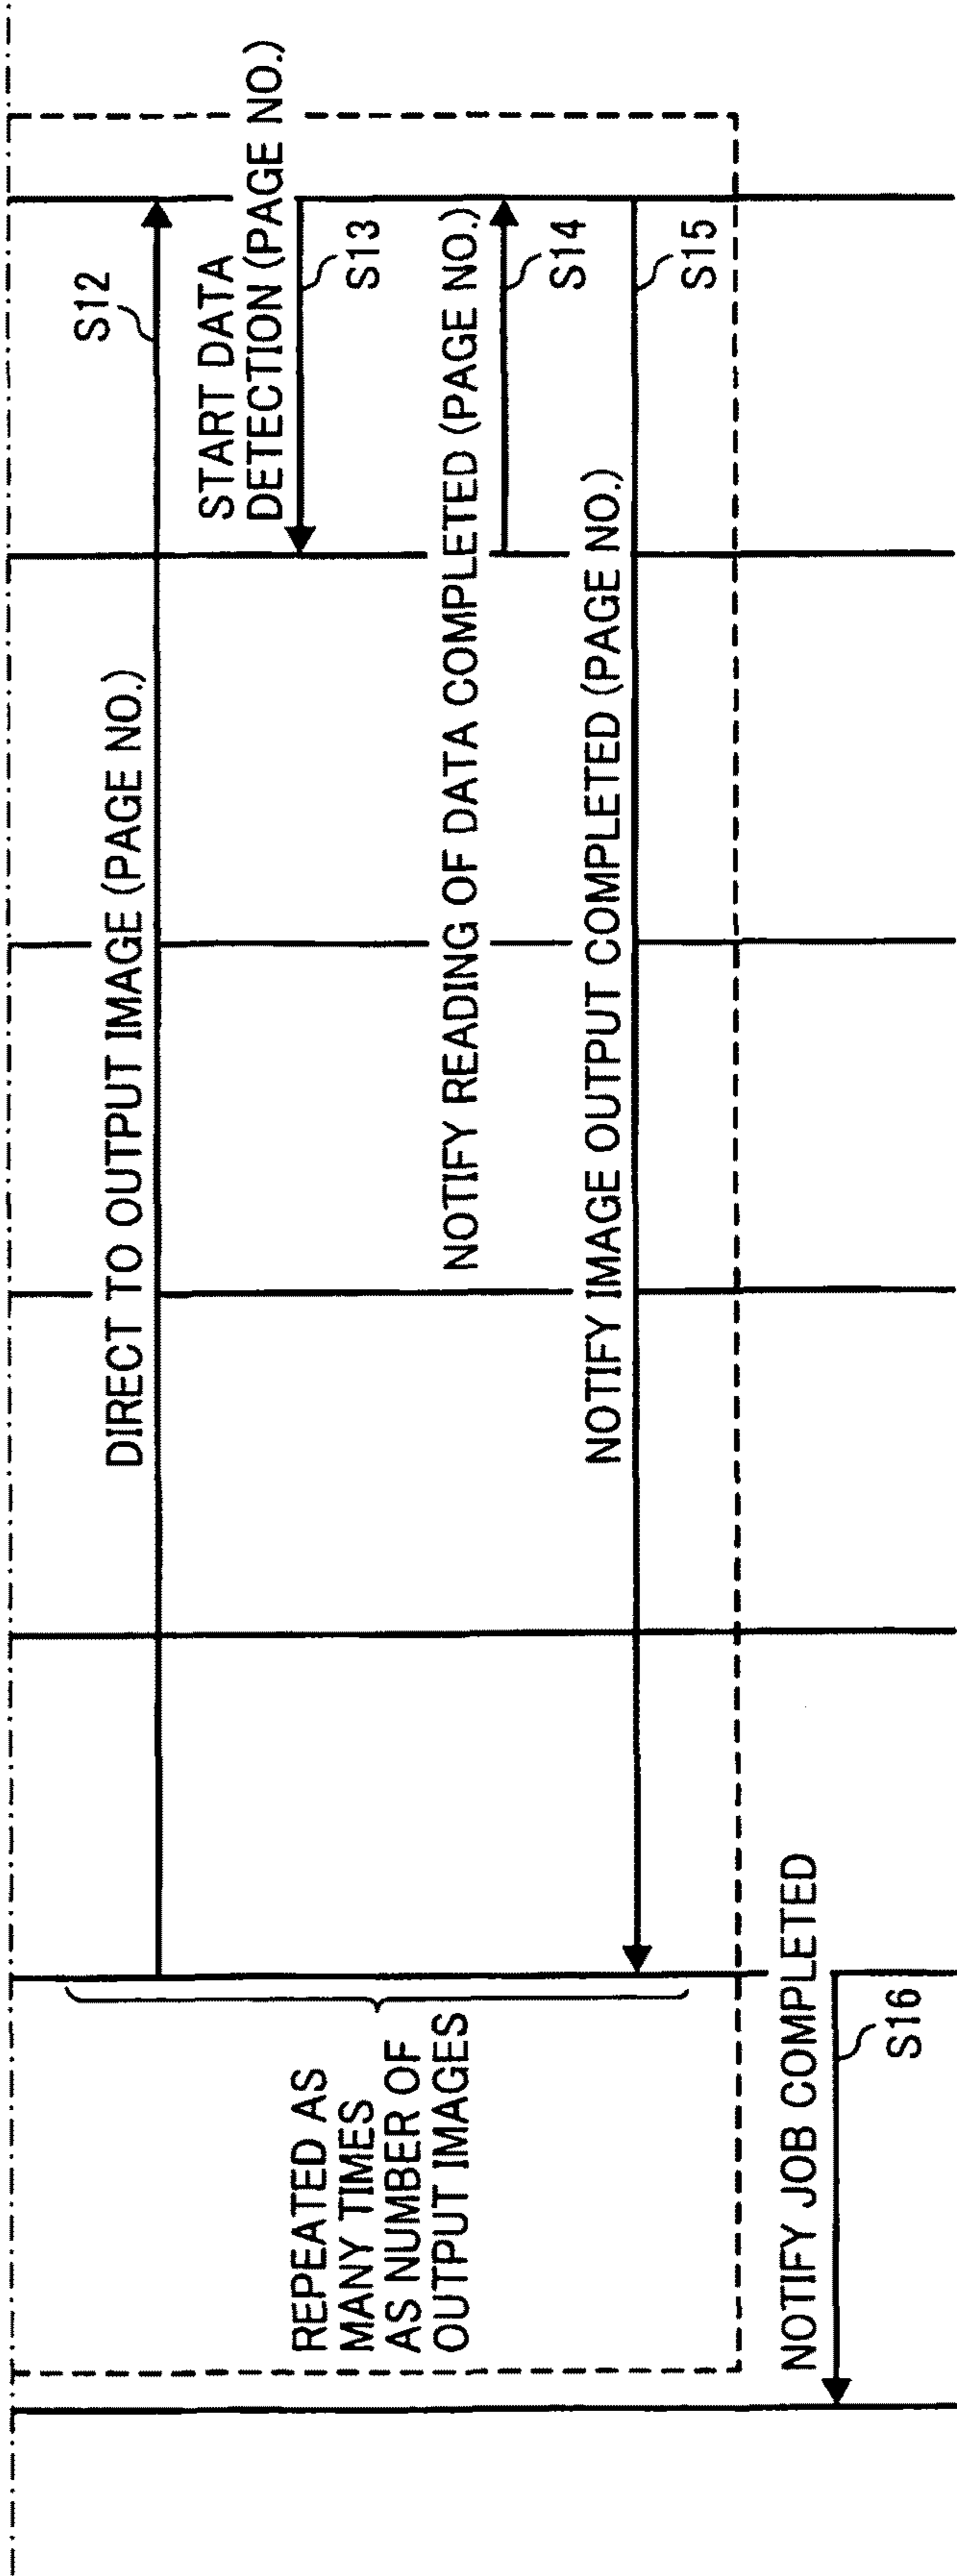 S12
DIRECT TO OUTPUT IMAGE (PAGE NO.)
START DATA
DETECTION (PAGE NO.)
S13
REPEATED AS
MANY TIMES
AS NUMBER OF
OUTPUT IMAGES
NOTIFY READING OF DATA COMPLETED (PAGE NO.)
S14
NOTIFY IMAGE OUTPUT COMPLETED (PAGE NO.)
S15
NOTIFY JOB COMPLETED
S16